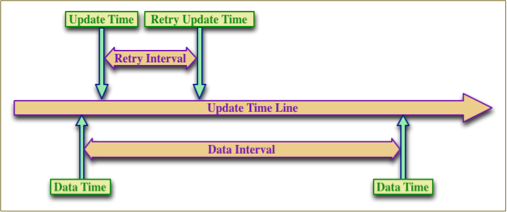 Update Time
Retry Update Time
Retry Interval
Update Time Line
Data Interval
Data Time
Data Time